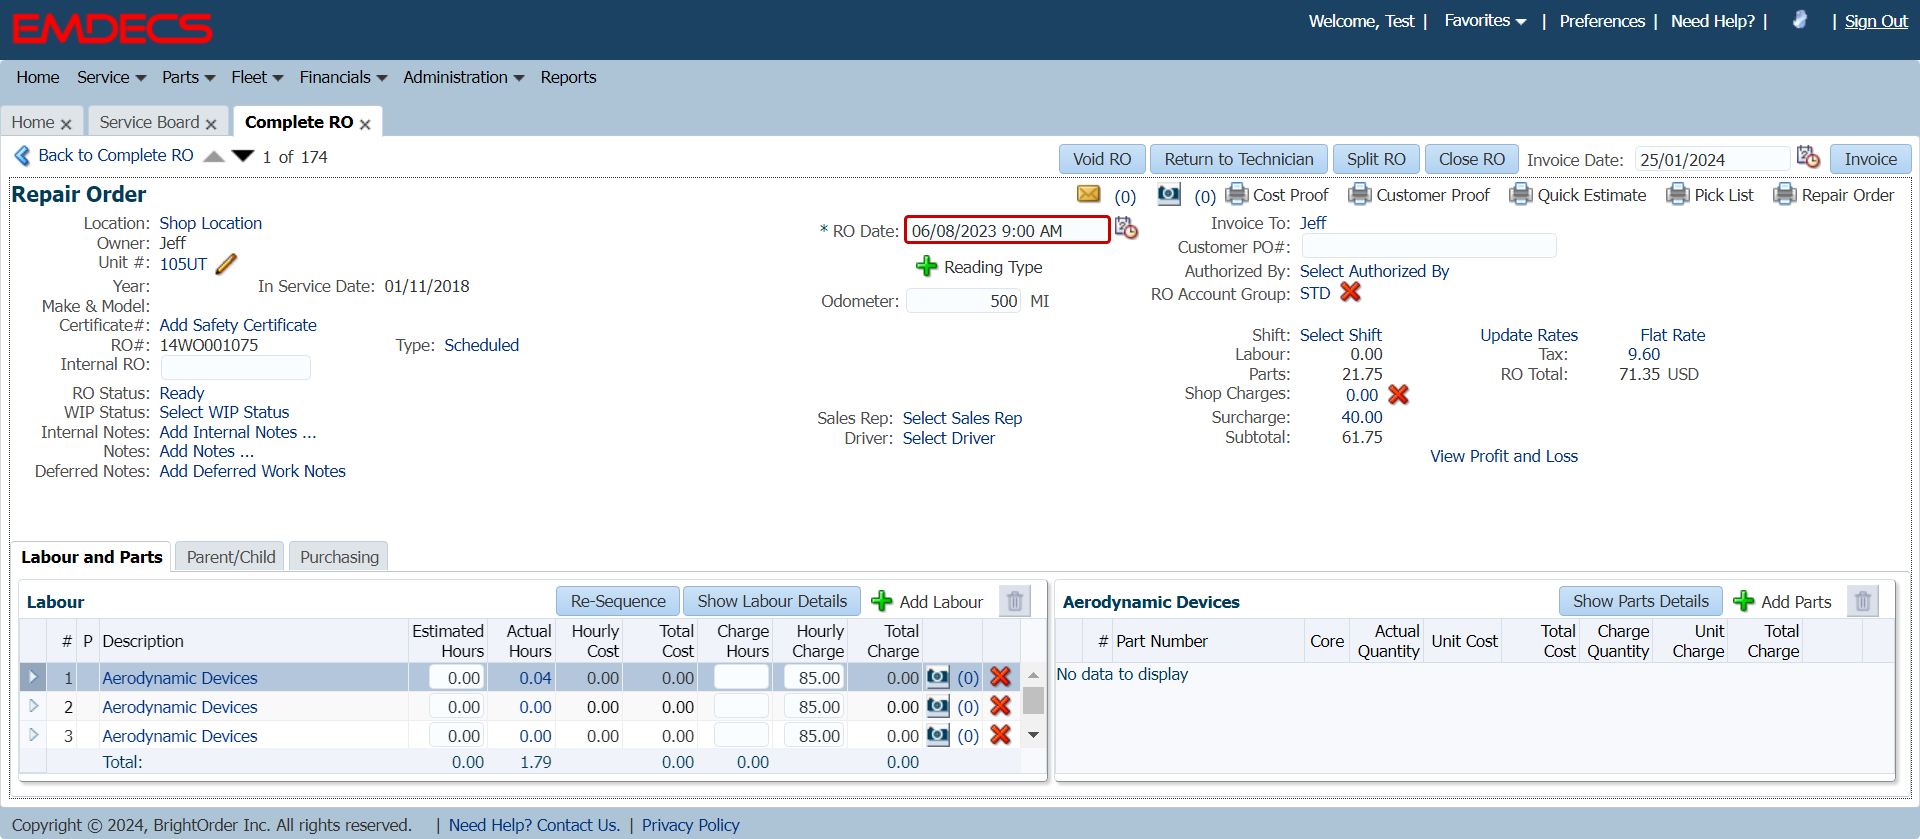 EMDECS
Welcome, Test | Favorites | Preferences | Need Help? | | Sign Out
Home Service Parts Fleet Financials Administration Reports
Home Service Board Complete RO
Back to Complete RO 1 of 174 Void RO Return to Technician Split RO Close RO Invoice Date: 25/01/2024 Invoice
Repair Order (0) (0) Cost Proof Customer Proof Quick Estimate Pick List Repair Order
Location: Shop Location
Owner: Jeff
Unit #: 105UT
Year: In Service Date: 01/11/2018
Make & Model:
Certificate#: Add Safety Certificate
RO#: 14WO001075 Type: Scheduled
Internal RO:
RO Status: Ready
WIP Status: Select WIP Status
Internal Notes: Add Internal Notes ...
Notes: Add Notes ...
Deferred Notes: Add Deferred Work Notes
* RO Date: 06/08/2023 9:00 AM
Reading Type
Odometer: 500 MI
Sales Rep: Select Sales Rep
Driver: Select Driver
Invoice To: Jeff
Customer PO#:
Authorized By: Select Authorized By
RO Account Group: STD
Shift: Select Shift Update Rates Flat Rate
Labour: 0.00 Tax: 9.60
Parts: 21.75 RO Total: 71.35 USD
Shop Charges: 0.00
Surcharge: 40.00
Subtotal: 61.75
View Profit and Loss
Labour and Parts Parent/Child Purchasing
Labour Re-Sequence Show Labour Details Add Labour
# P Description Estimated Hours Actual Hours Hourly Cost Total Cost Charge Hours Hourly Charge Total Charge
1 Aerodynamic Devices 0.00 0.04 0.00 0.00 85.00 0.00 (0)
2 Aerodynamic Devices 0.00 0.00 0.00 0.00 85.00 0.00 (0)
3 Aerodynamic Devices 0.00 0.00 0.00 0.00 85.00 0.00 (0)
Total: 0.00 1.79 0.00 0.00 0.00
Aerodynamic Devices Show Parts Details Add Parts
# Part Number Core Actual Quantity Unit Cost Total Cost Charge Quantity Unit Charge Total Charge
No data to display
Copyright © 2024, BrightOrder Inc. All rights reserved. | Need Help? Contact Us. | Privacy Policy